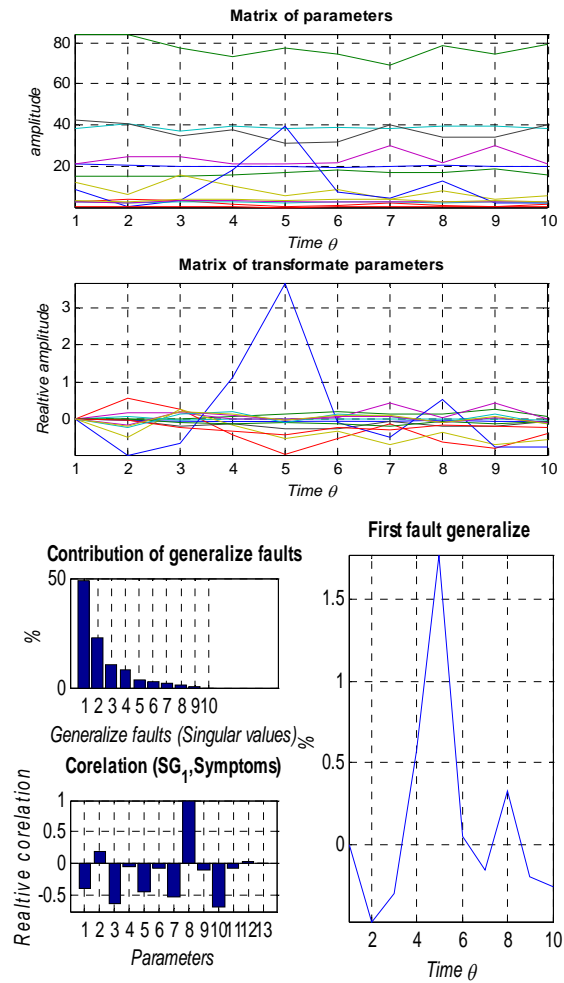 Matrix of parameters
80
60
40
20
amplitude
1 2 3 4 5 6 7 8 9 10
Time θ
Matrix of transformate parameters
3
2
1
0
Realtive amplitude
1 2 3 4 5 6 7 8 9 10
Time θ
Contribution of generalize faults
50
0
%
1 2 3 4 5 6 7 8 9 10
Generalize faults (Singular values)
Corelation (SG1,Symptoms)
1
0.5
0
-0.5
Realtive corelation
1 2 3 4 5 6 7 8 9 10 11 12 13
Parameters
First fault generalize
1.5
1
0.5
0
%
2 4 6 8 10
Time θ